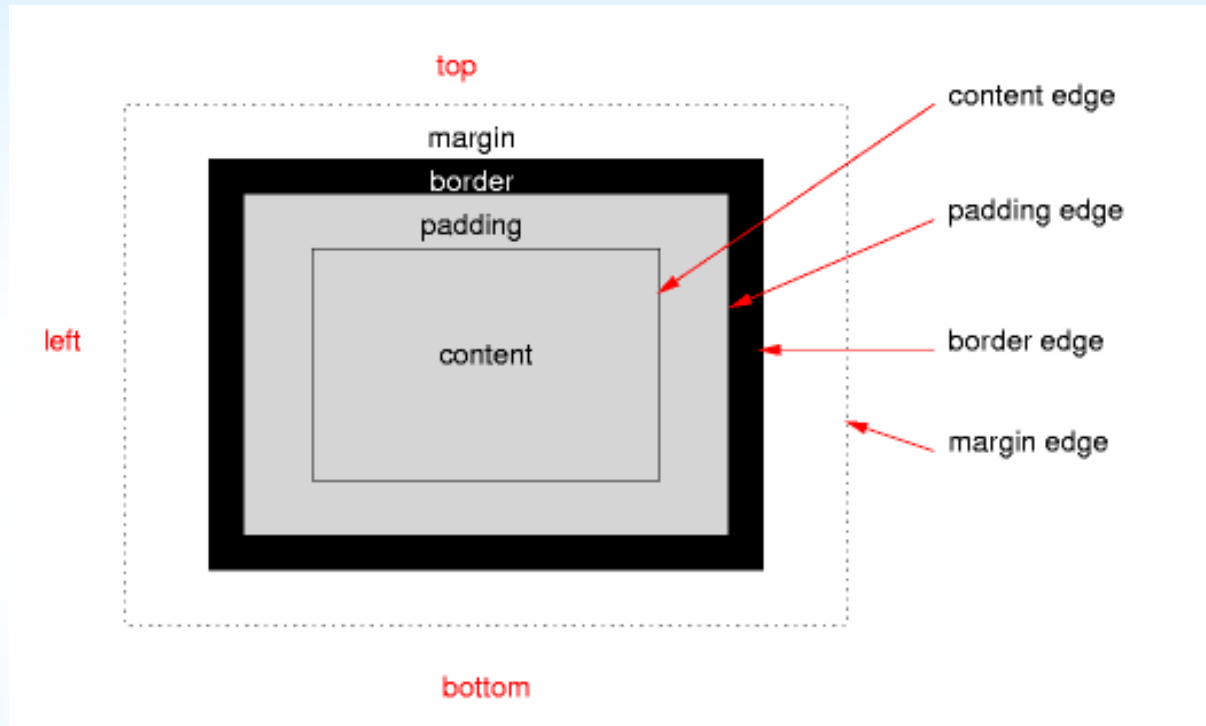 top
content edge
margin
border
padding edge
padding
left
border edge
content
margin edge
bottom